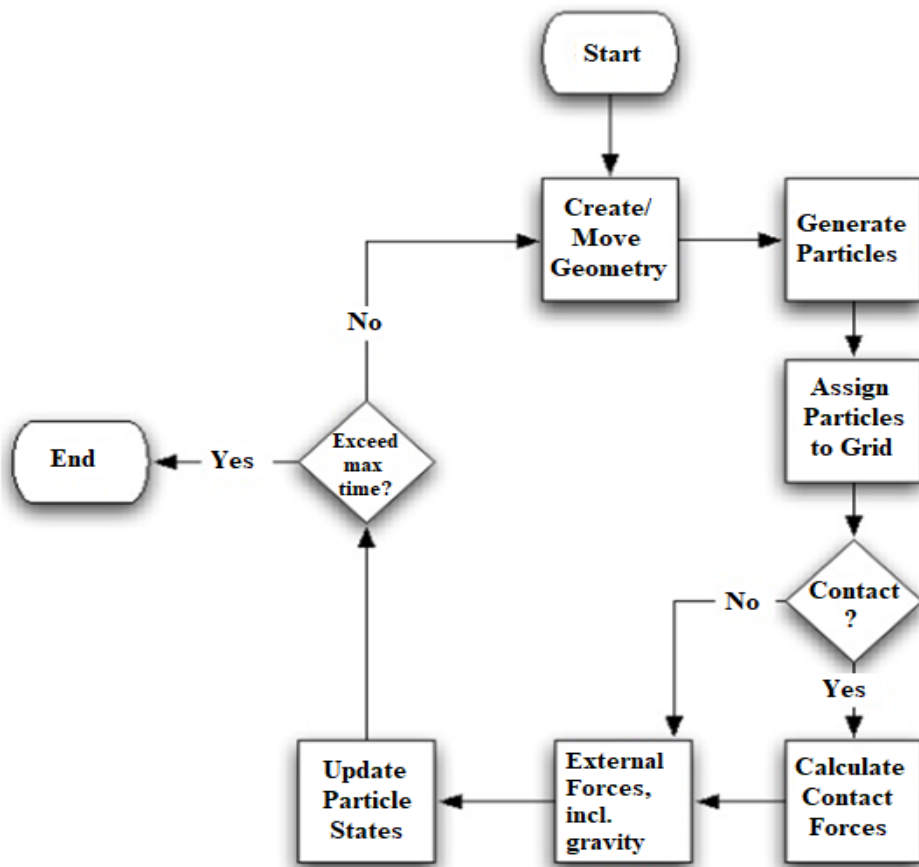 Start
Create/
Move
Geometry
Generate
Particles
Assign
Particles
to Grid
Contact
?
No
Yes
Calculate
Contact
Forces
External
Forces,
incl.
gravity
Update
Particle
States
Exceed
max
time?
No
Yes
End